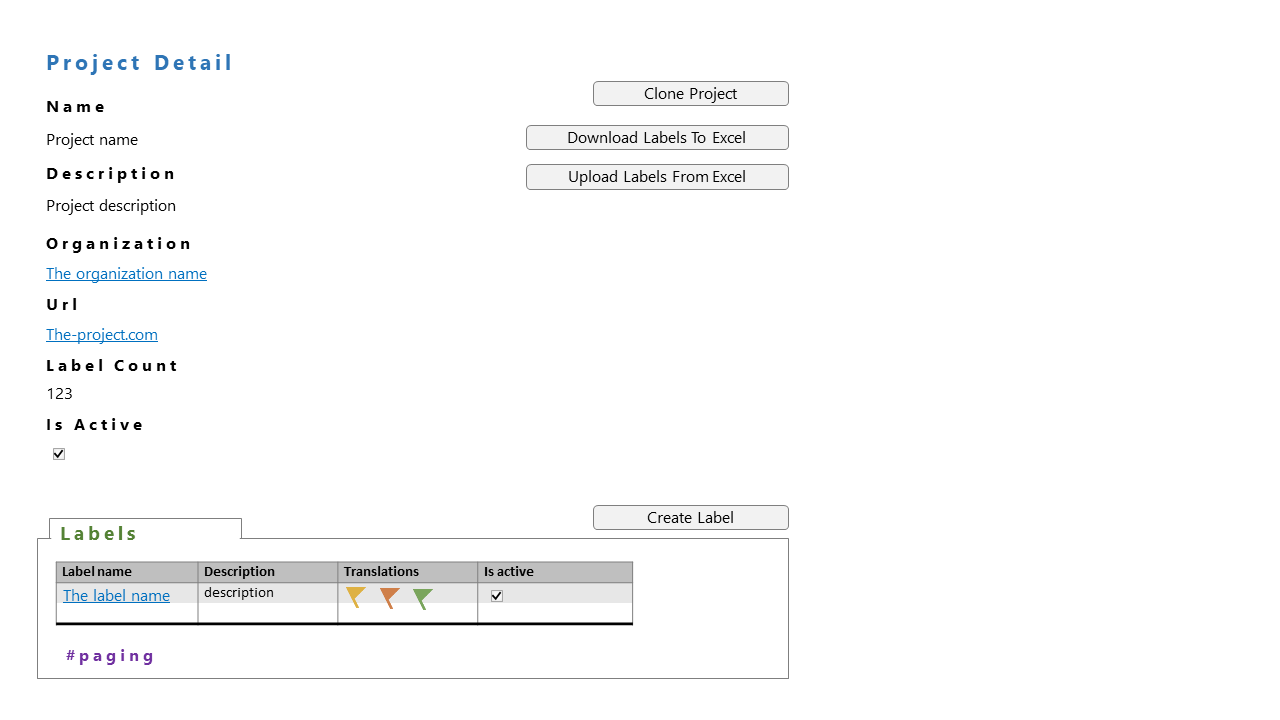 Project Detail
Clone Project
Name
Project name
Download Labels To Excel
Description
Upload Labels From Excel
Project description
Organization
The organization name
Url
The-project.com
Label Count
123
Is Active
Create Label
Labels
Label name Description Translations Is active
The label name description
#paging